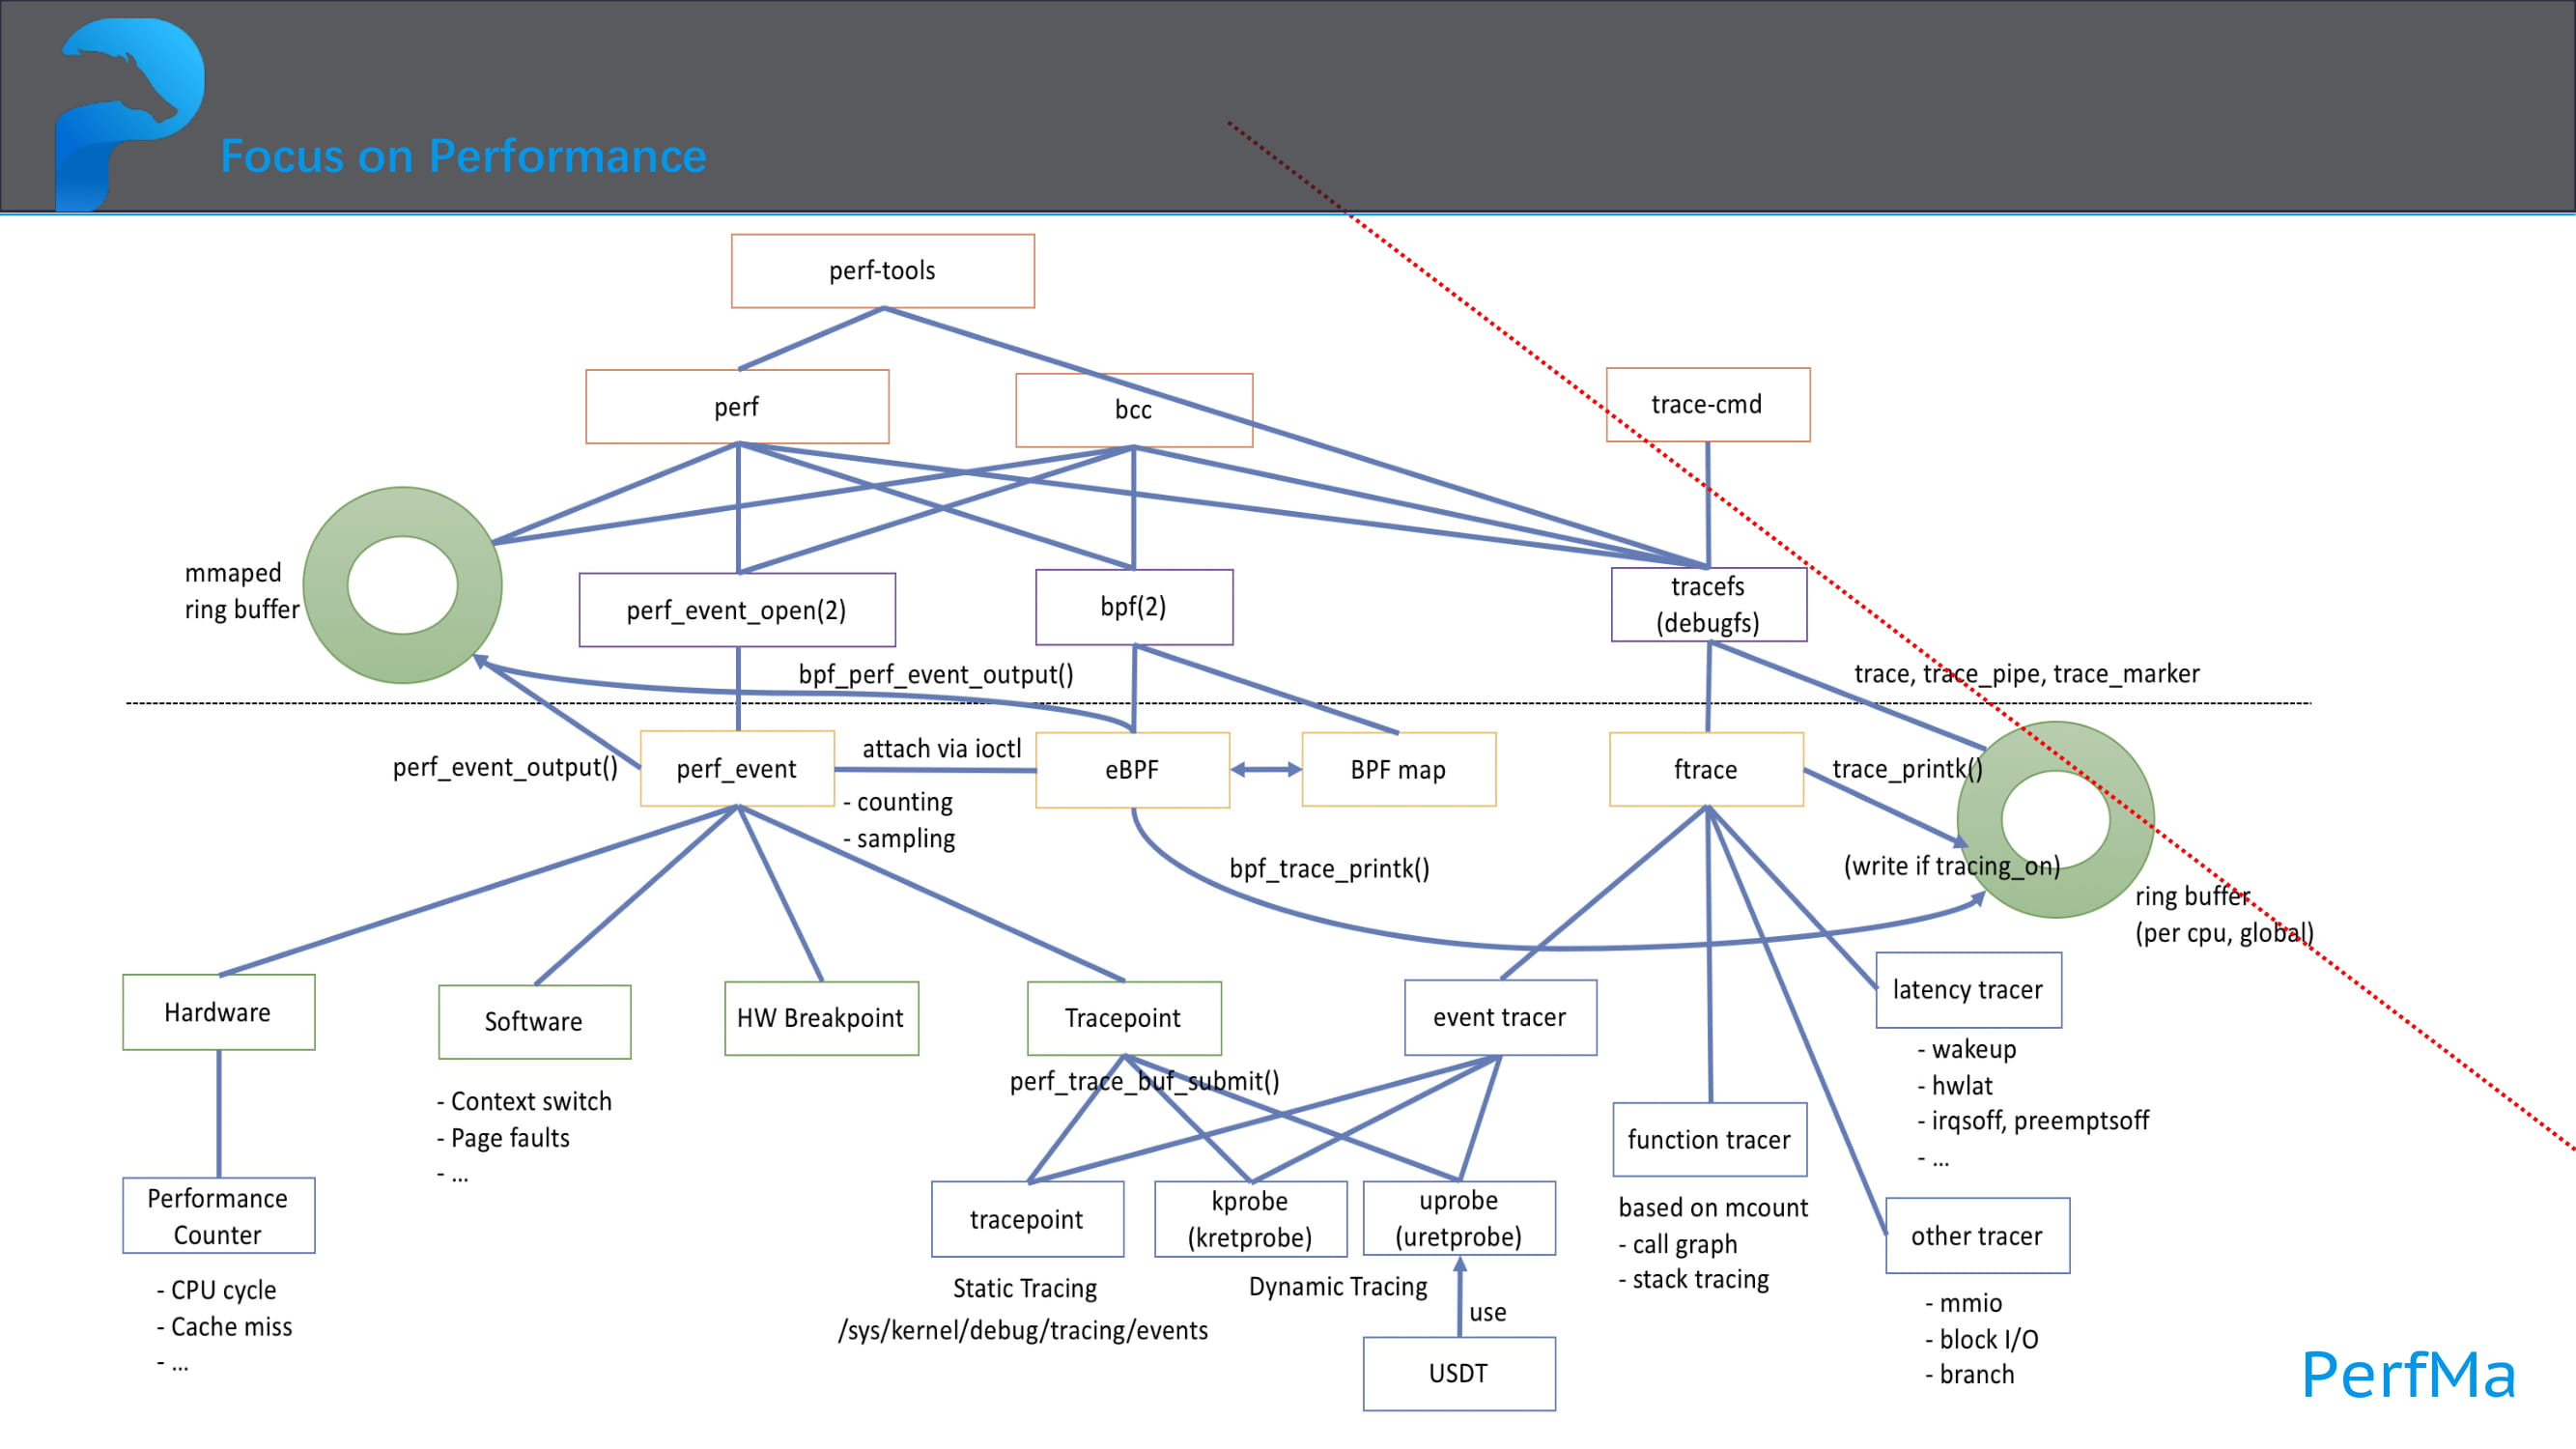 Focus on Performance
perf-tools
perf
bcc
trace-cmd
mmaped
ring buffer
perf_event_open(2)
bpf(2)
tracefs
(debugfs)
bpf_perf_event_output()
trace, trace_pipe, trace_marker
perf_event_output()
perf_event
attach via ioctl
- counting
- sampling
eBPF
BPF map
ftrace
trace_printk()
(write if tracing_on)
bpf_trace_printk()
ring buffer
(per cpu, global)
Hardware
Software
HW Breakpoint
Tracepoint
event tracer
latency tracer
- wakeup
- hwlat
- irqsoff, preemptsoff
- ...
- Context switch
- Page faults
- ...
perf_trace_buf_submit()
function tracer
based on mcount
- call graph
- stack tracing
Performance
Counter
- CPU cycle
- Cache miss
- ...
tracepoint
kprobe
(kretprobe)
uprobe
(uretprobe)
other tracer
- mmio
- block I/O
- branch
Static Tracing
Dynamic Tracing
/sys/kernel/debug/tracing/events
use
USDT
PerfMa